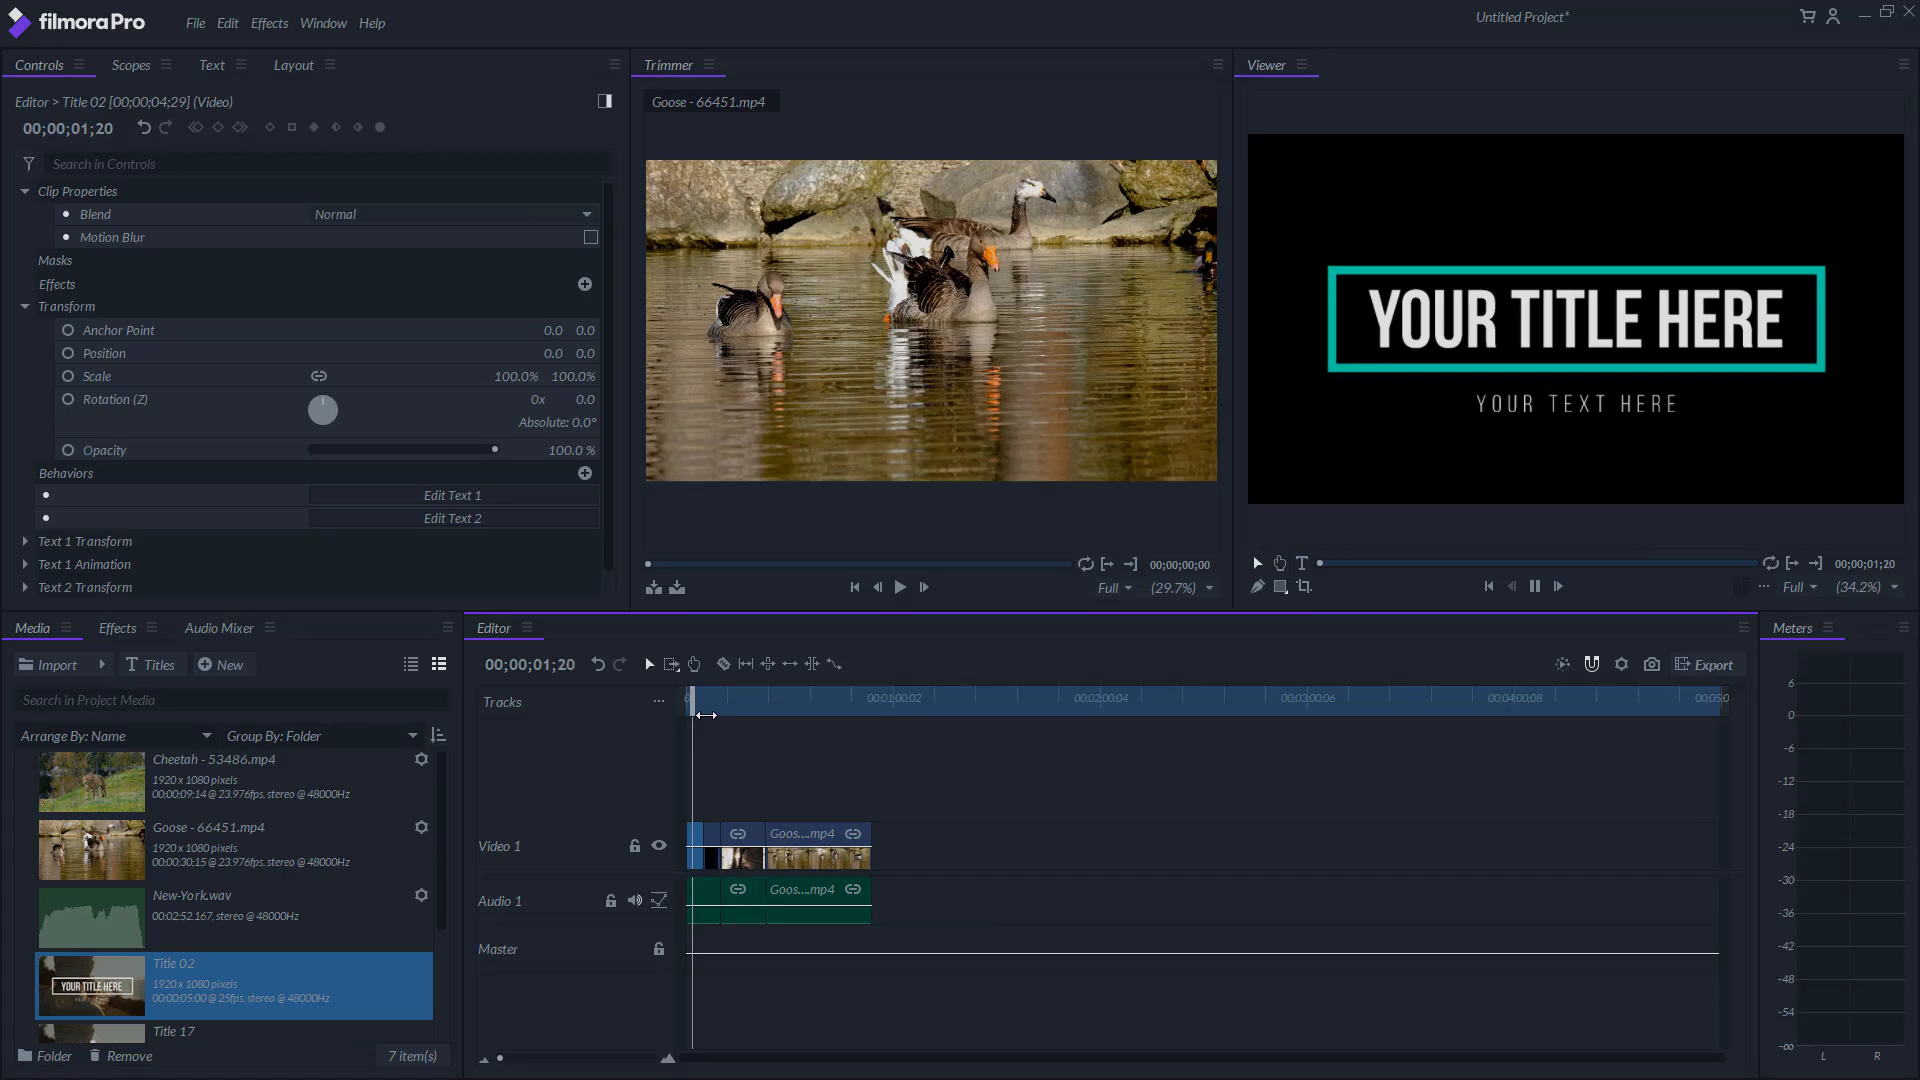 filmoraPro
File Edit Effects Window Help
Untitled Project*
Controls Scopes Text Layout
Trimmer
Viewer
Editor > Title 02 [00;00;04;29] (Video)
Goose - 66451.mp4
00;00;01;20
Search in Controls
Clip Properties
Blend Normal
Motion Blur
Masks
Effects
Transform
Anchor Point 0.0 0.0
Position 0.0 0.0
Scale 100.0% 100.0%
Rotation (Z) 0x 0.0
Absolute: 0.0°
Opacity 100.0 %
Behaviors
Edit Text 1
Edit Text 2
Text 1 Transform
Text 1 Animation
Text 2 Transform
YOUR TITLE HERE
YOUR TEXT HERE
00;00;00;00
Full (29.7%)
T 00;00;01;20
Full (34.2%)
Media Effects Audio Mixer
Import Titles New
Search in Project Media
Arrange By: Name Group By: Folder
Cheetah - 53486.mp4
1920 x 1080 pixels
00;00;09;14 @ 23.976fps, stereo @ 48000Hz
Goose - 66451.mp4
1920 x 1080 pixels
00;00;30;15 @ 23.976fps, stereo @ 48000Hz
New-York.wav
00:02:52.167, stereo @ 48000Hz
YOUR TITLE HERE
Title 02
1920 x 1080 pixels
00:00:05:00 @ 25fps, stereo @ 48000Hz
Title 17
Folder Remove 7 item(s)
Editor
00;00;01;20
Export
Tracks
00;01;00;02 00;02;00;04 00;03;00;06 00;04;00;08 00;05;0
Video 1
Goos....mp4
Audio 1
Goos....mp4
Master
Meters
6
0
-6
-12
-18
-24
-30
-36
-42
-48
-54
-∞
L R